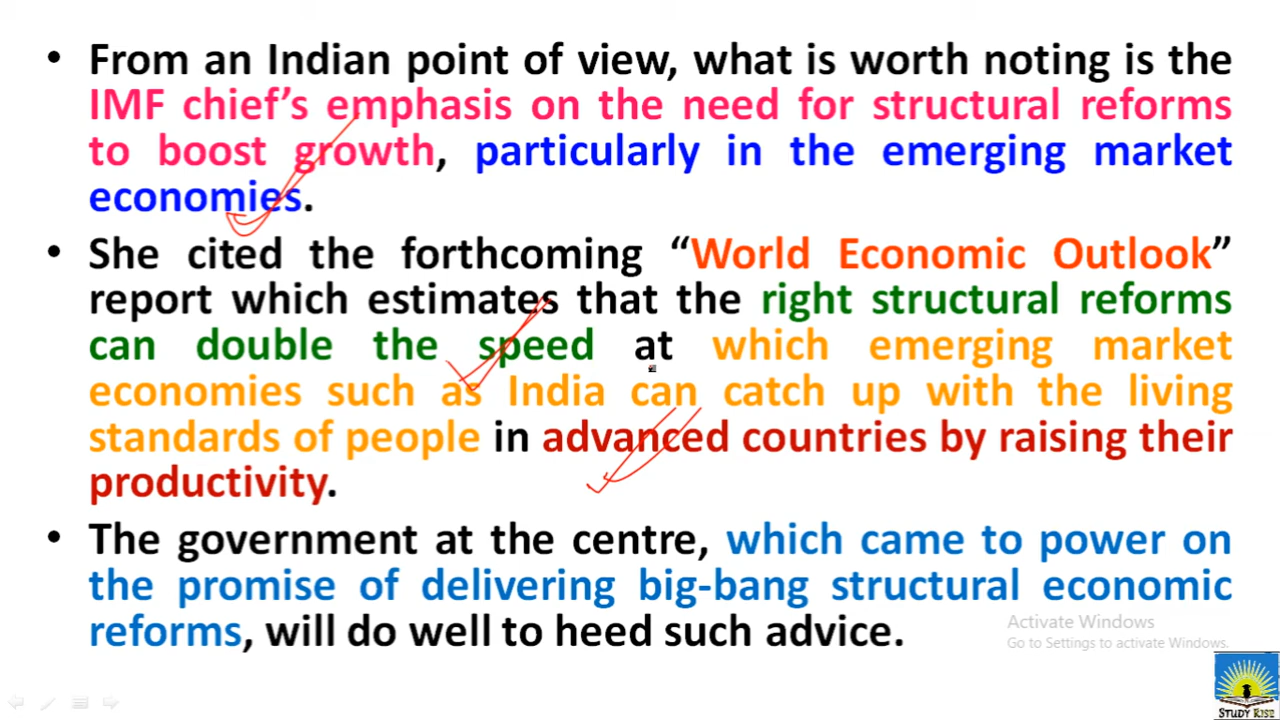 • From an Indian point of view, what is worth noting is the
IMF chief’s emphasis on the need for structural reforms
to boost growth, particularly in the emerging market
economies.
• She cited the forthcoming “World Economic Outlook”
report which estimates that the right structural reforms
can double the speed at which emerging market
economies such as India can catch up with the living
standards of people in advanced countries by raising their
productivity.
• The government at the centre, which came to power on
the promise of delivering big-bang structural economic
reforms, will do well to heed such advice.
Activate Windows
Go to Settings to activate Windows.
STUDY RISE